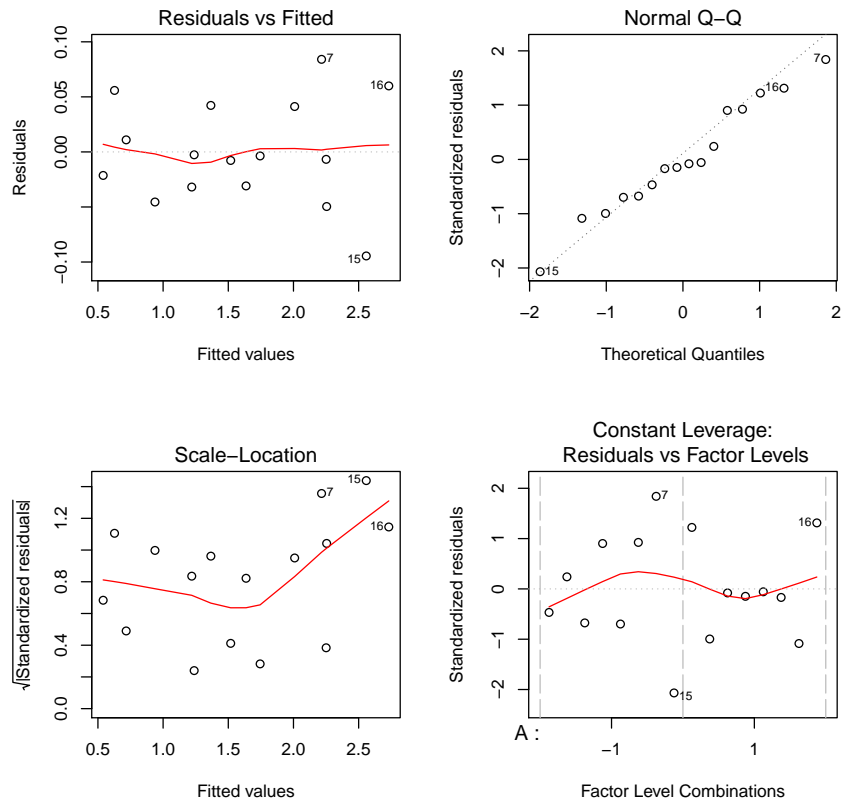 Residuals vs Fitted
0.10
0.05
0.00
−0.10
Residuals
7
16
15
0.5 1.0 1.5 2.0 2.5
Fitted values
Normal Q−Q
2
1
0
−1
−2
Standardized residuals
7
16
15
−2 −1 0 1 2
Theoretical Quantiles
Scale−Location
1.2
0.8
0.4
0.0
√|Standardized residuals|
15
7
16
0.5 1.0 1.5 2.0 2.5
Fitted values
Constant Leverage:
Residuals vs Factor Levels
2
1
0
−1
−2
Standardized residuals
7
16
15
A :
−1 1
Factor Level Combinations